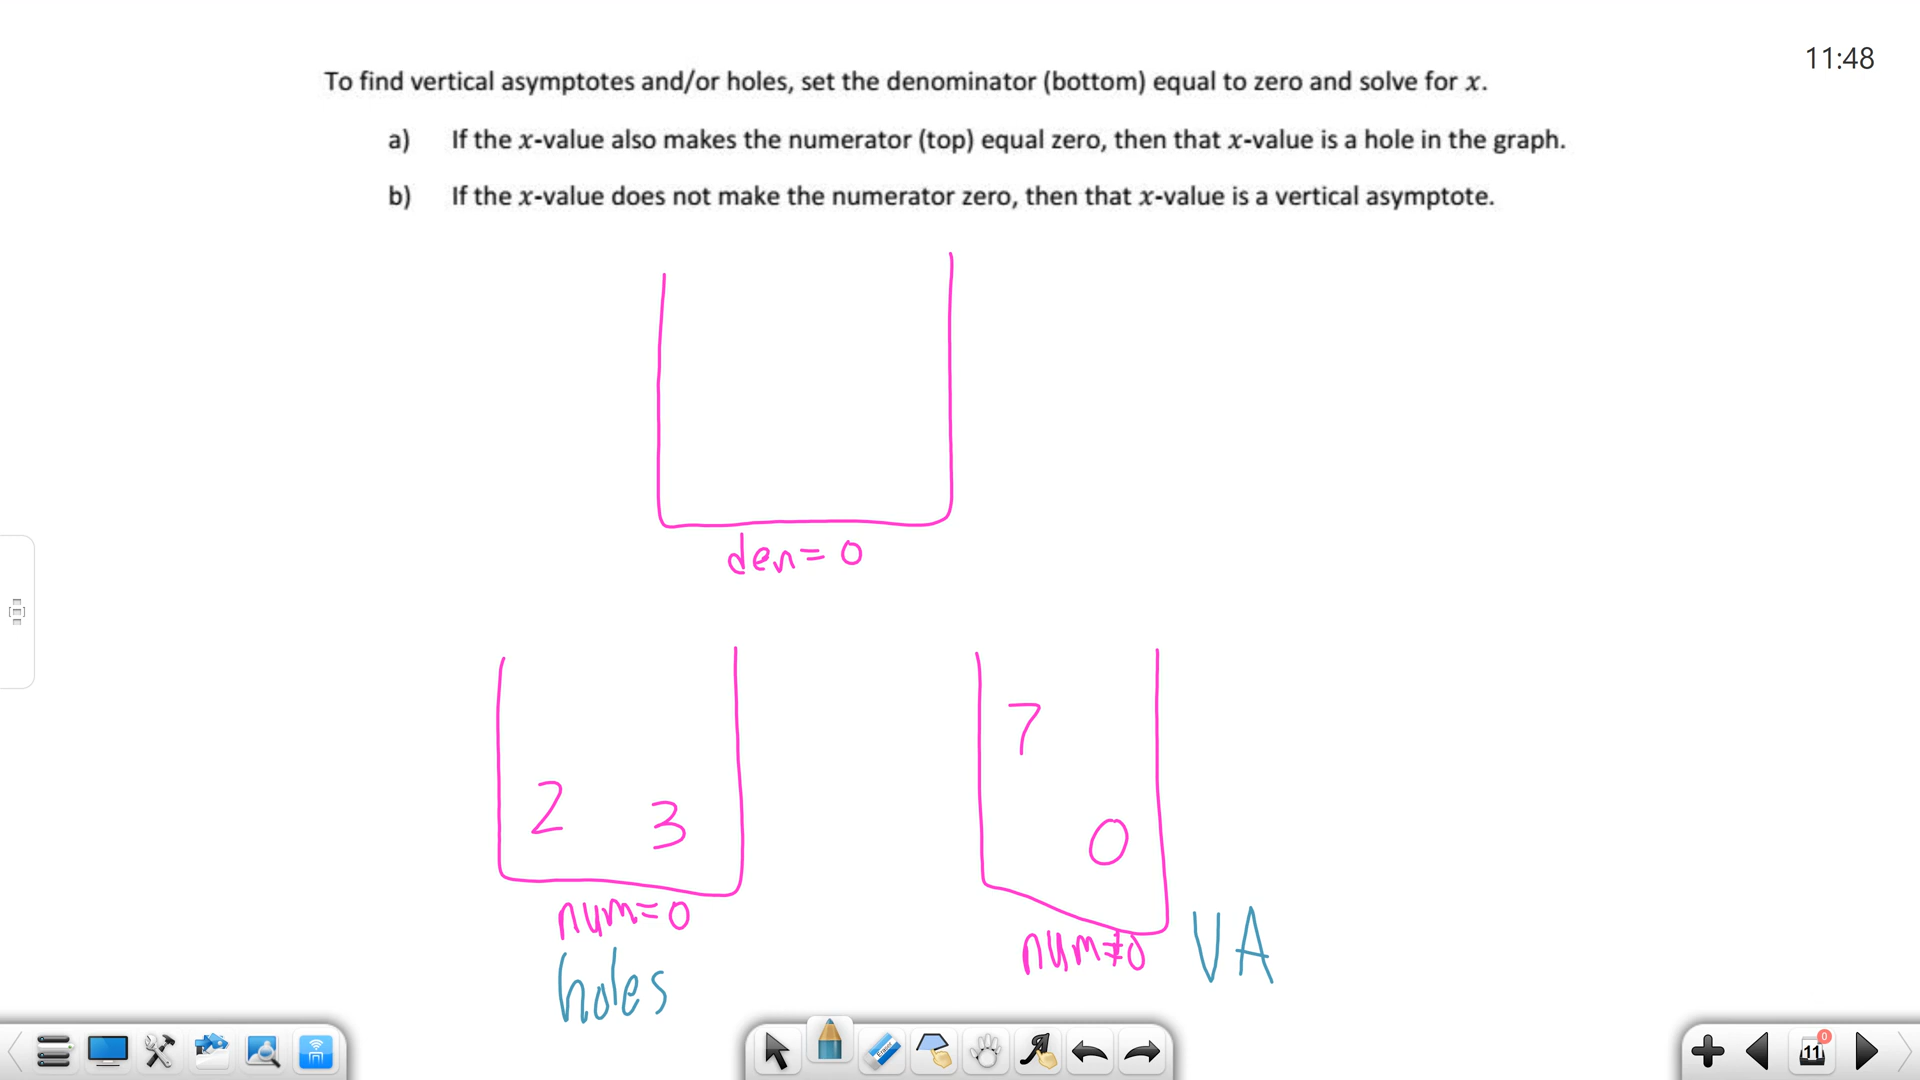 11:48
To find vertical asymptotes and/or holes, set the denominator (bottom) equal to zero and solve for x.
a) If the x-value also makes the numerator (top) equal zero, then that x-value is a hole in the graph.
b) If the x-value does not make the numerator zero, then that x-value is a vertical asymptote.
den = 0
7
2 3
0
num = 0
num ≠ 0 VA
holes
Eraser
11
0